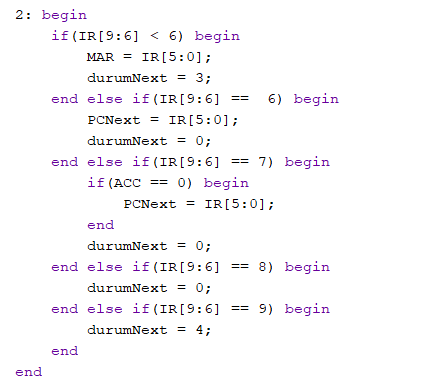 2: begin
    if(IR[9:6] < 6) begin
        MAR = IR[5:0];
        durumNext = 3;
    end else if(IR[9:6] ==  6) begin
        PCNext = IR[5:0];
        durumNext = 0;
    end else if(IR[9:6] == 7) begin
        if(ACC == 0) begin
            PCNext = IR[5:0];
        end
        durumNext = 0;
    end else if(IR[9:6] == 8) begin
        durumNext = 0;
    end else if(IR[9:6] == 9) begin
        durumNext = 4;
    end
end